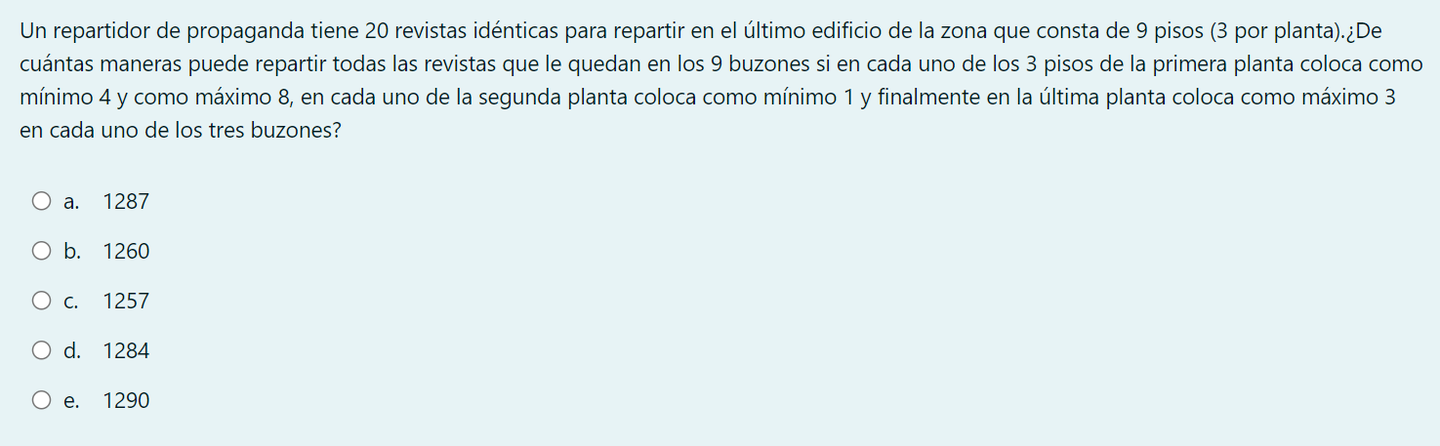 Un repartidor de propaganda tiene 20 revistas idénticas para repartir en el último edificio de la zona que consta de 9 pisos (3 por planta).¿De
cuántas maneras puede repartir todas las revistas que le quedan en los 9 buzones si en cada uno de los 3 pisos de la primera planta coloca como
mínimo 4 y como máximo 8, en cada uno de la segunda planta coloca como mínimo 1 y finalmente en la última planta coloca como máximo 3
en cada uno de los tres buzones?
a. 1287
b. 1260
c. 1257
d. 1284
e. 1290